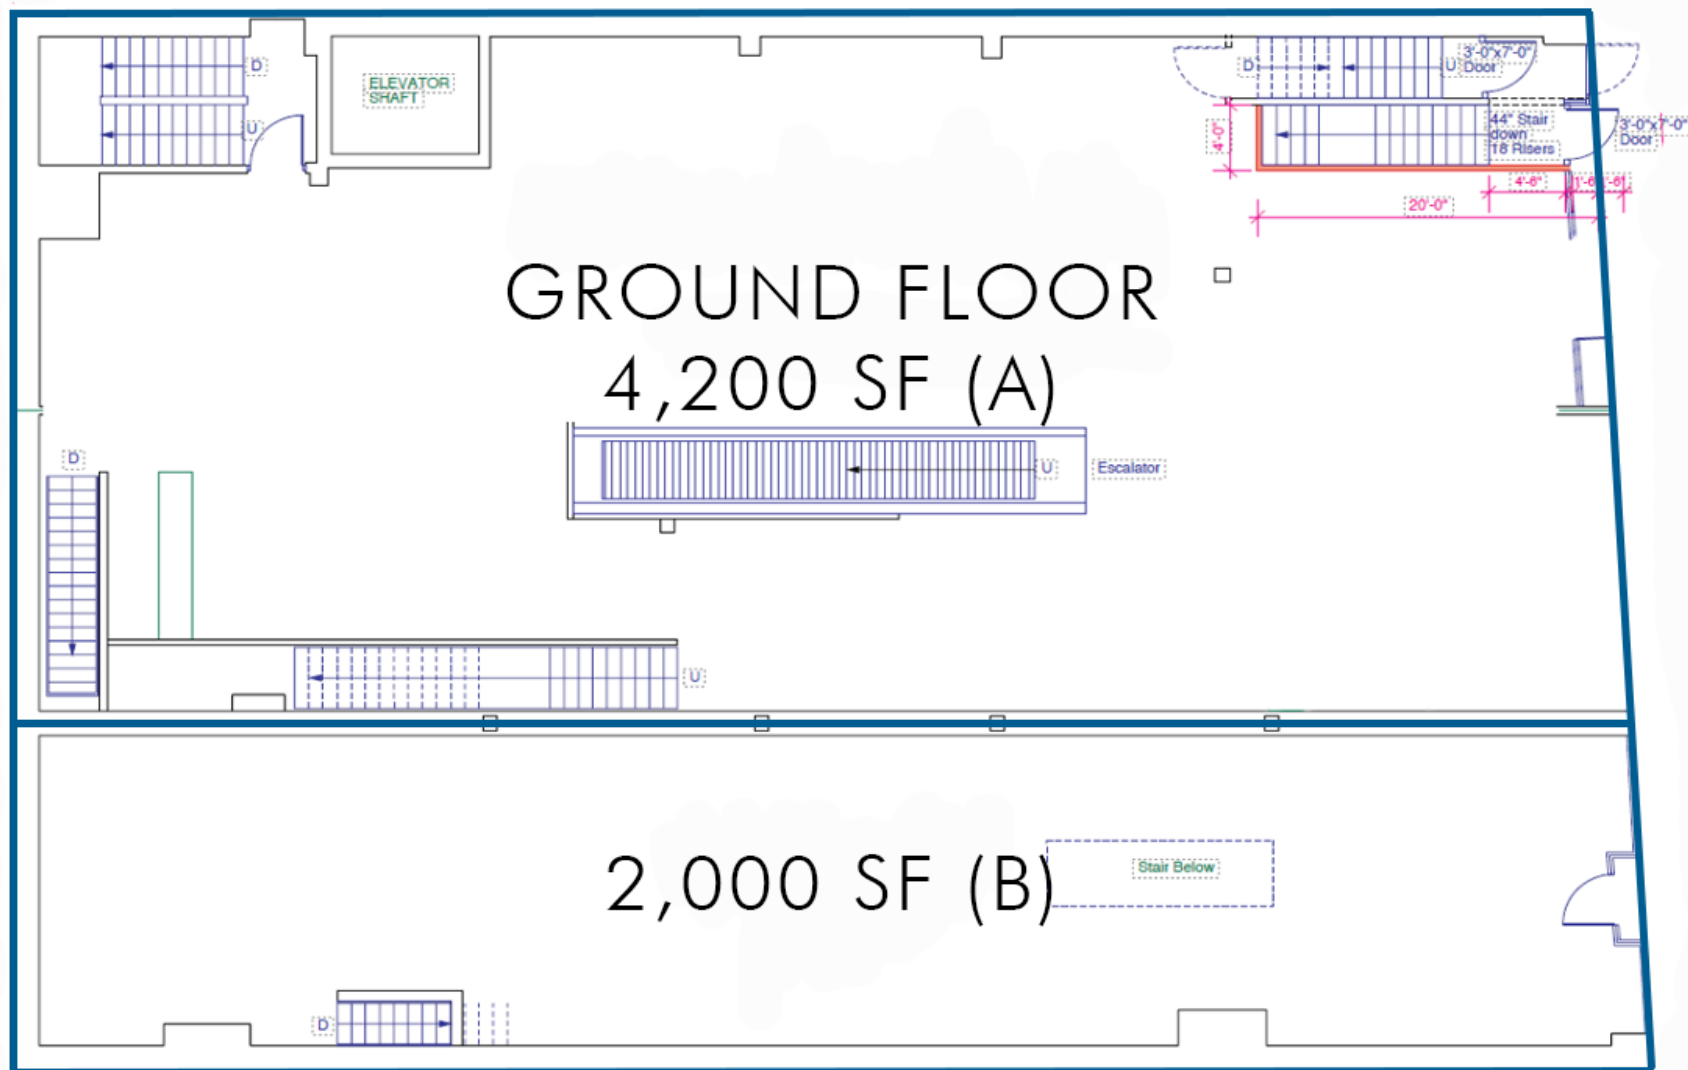 D
U
ELEVATOR
SHAFT
D
U
3'-0"x7'-0"
Door
4'-0"
44" Stair
down
18 Risers
3'-0"x7'-0"
Door
4'-6"
20'-0"
GROUND FLOOR
4,200 SF (A)
D
U
Escalator
U
2,000 SF (B)
Stair Below
D